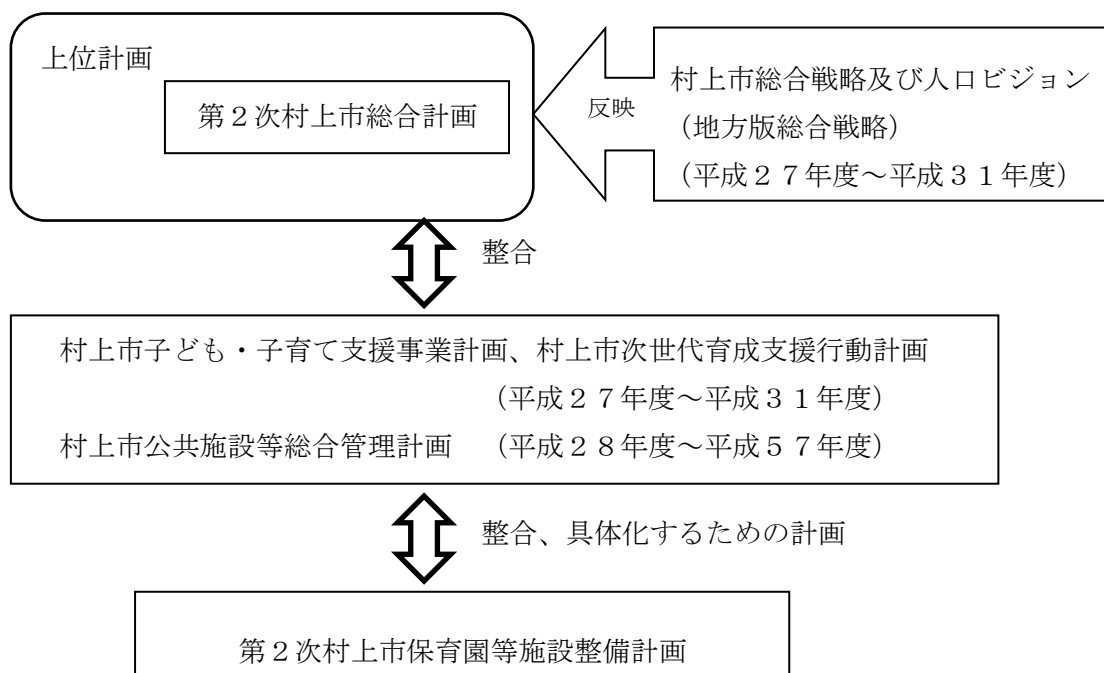 上位計画
第２次村上市総合計画
反映
村上市総合戦略及び人口ビジョン
（地方版総合戦略）
（平成２７年度～平成３１年度）
整合
村上市子ども・子育て支援事業計画、村上市次世代育成支援行動計画
（平成２７年度～平成３１年度）
村上市公共施設等総合管理計画　（平成２８年度～平成５７年度）
整合、具体化するための計画
第２次村上市保育園等施設整備計画